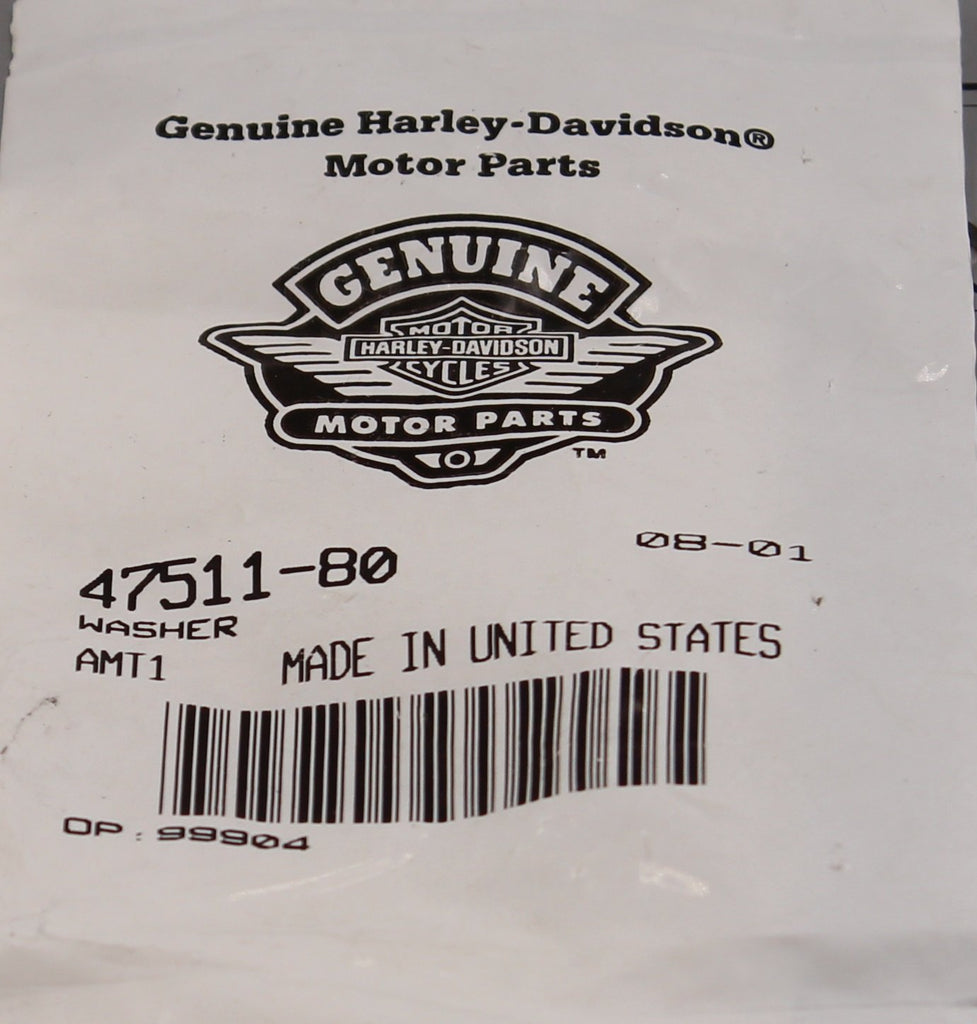 Genuine Harley-Davidson®
Motor Parts
GENUINE
MOTOR
HARLEY-DAVIDSON
CYCLES
MOTOR PARTS
TM
08-01
47511-80
WASHER
AMT1
MADE IN UNITED STATES
OP: 99904